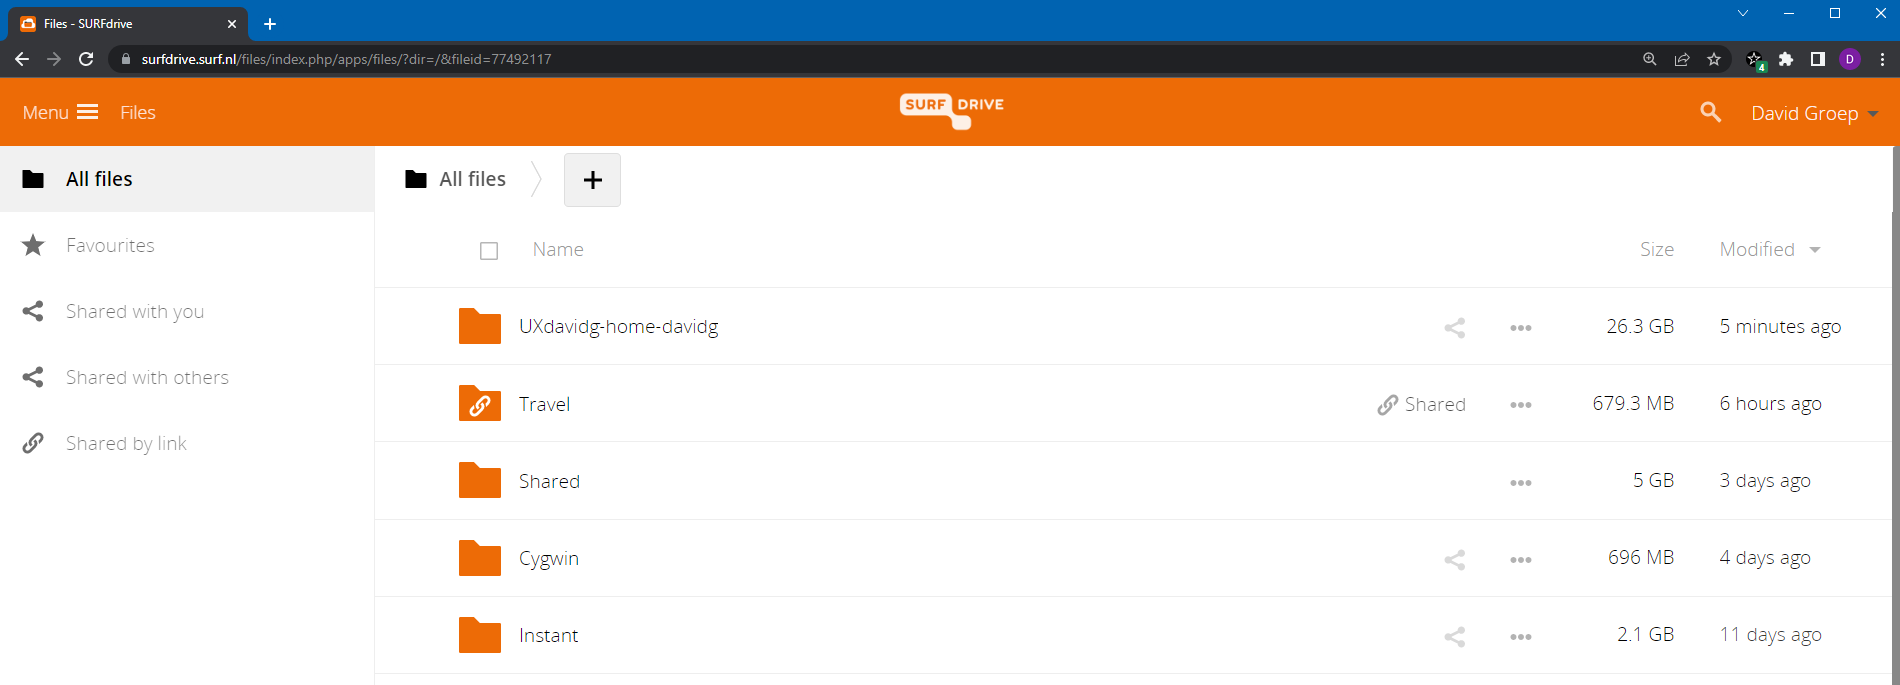 Files - SURFdrive
surfdrive.surf.nl/files/index.php/apps/files/?dir=/&fileid=77492117
4
D
Menu Files
SURF DRIVE
David Groep
All files
Favourites
Shared with you
Shared with others
Shared by link
All files
Name Size Modified
UXdavidg-home-davidg 26.3 GB 5 minutes ago
Travel Shared 679.3 MB 6 hours ago
Shared 5 GB 3 days ago
Cygwin 696 MB 4 days ago
Instant 2.1 GB 11 days ago